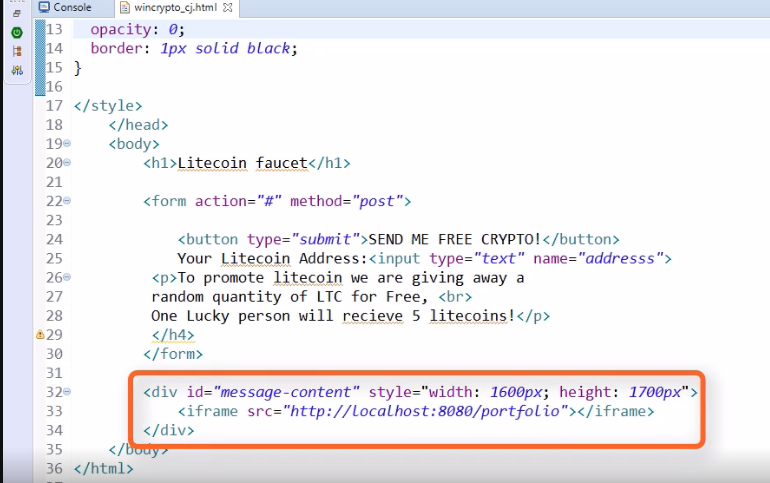 Console wincrypto_cj.html
13 opacity: 0;
14 border: 1px solid black;
15 }
16
17 </style>
18 </head>
19 <body>
20 <h1>Litecoin faucet</h1>
21
22 <form action="#" method="post">
23
24 <button type="submit">SEND ME FREE CRYPTO!</button>
25 Your Litecoin Address:<input type="text" name="addresss">
26 <p>To promote litecoin we are giving away a
27 random quantity of LTC for Free, <br>
28 One Lucky person will recieve 5 litecoins!</p>
29 </h4>
30 </form>
31
32 <div id="message-content" style="width: 1600px; height: 1700px">
33 <iframe src="http://localhost:8080/portfolio"></iframe>
34 </div>
35 </body>
36 </html>